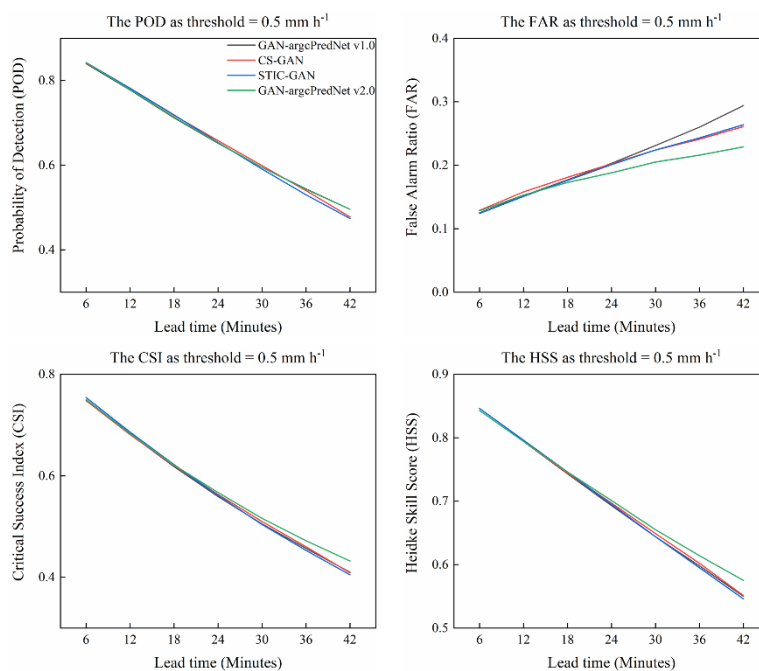 The POD as threshold = 0.5 mm h⁻¹
GAN-argcPredNet v1.0
CS-GAN
STIC-GAN
GAN-argcPredNet v2.0
Probability of Detection (POD)
0.8
0.6
0.4
6 12 18 24 30 36 42
Lead time (Minutes)
The FAR as threshold = 0.5 mm h⁻¹
False Alarm Ratio (FAR)
0.4
0.3
0.2
0.1
0.0
6 12 18 24 30 36 42
Lead time (Minutes)
The CSI as threshold = 0.5 mm h⁻¹
Critical Success Index (CSI)
0.8
0.6
0.4
6 12 18 24 30 36 42
Lead time (Minutes)
The HSS as threshold = 0.5 mm h⁻¹
Heidke Skill Score (HSS)
0.9
0.8
0.7
0.6
0.5
6 12 18 24 30 36 42
Lead time (Minutes)